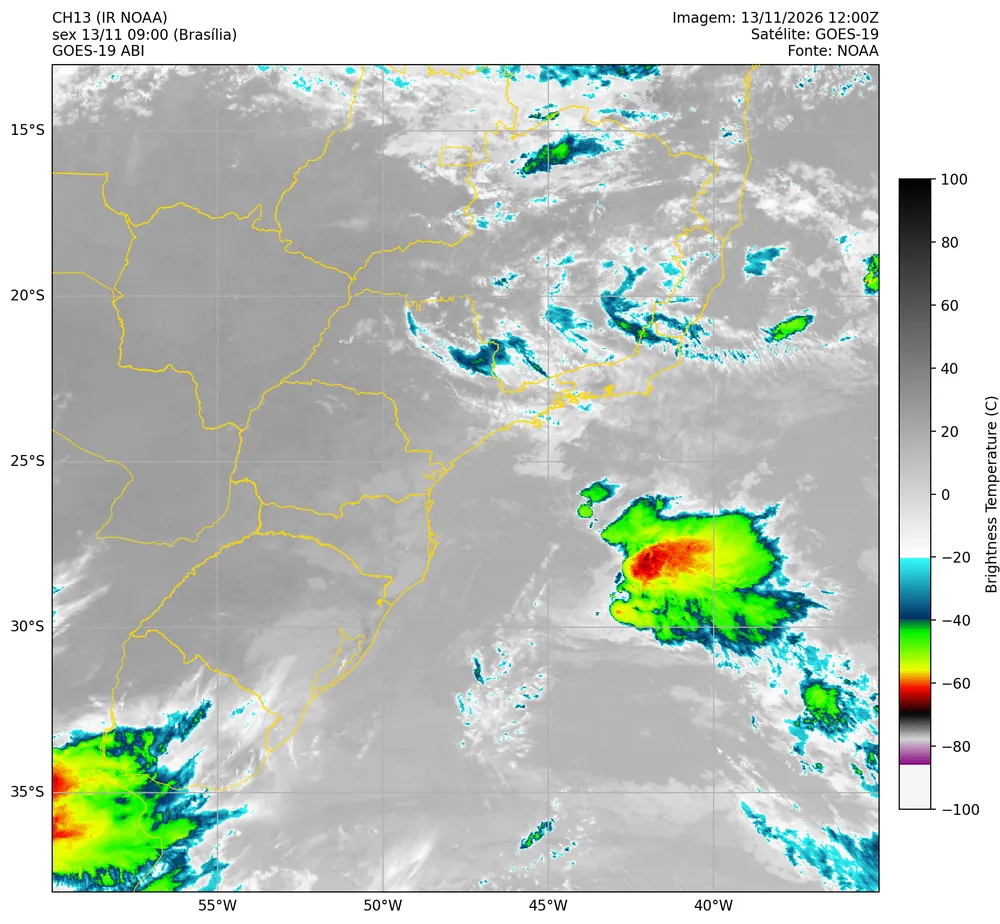 CH13 (IR NOAA)
sex 13/11 09:00 (Brasília)
GOES-19 ABI
Imagem: 13/11/2026 12:00Z
Satélite: GOES-19
Fonte: NOAA
15°S
20°S
25°S
30°S
35°S
55°W
50°W
45°W
40°W
100
80
60
40
20
0
−20
−40
−60
−80
−100
Brightness Temperature (C)